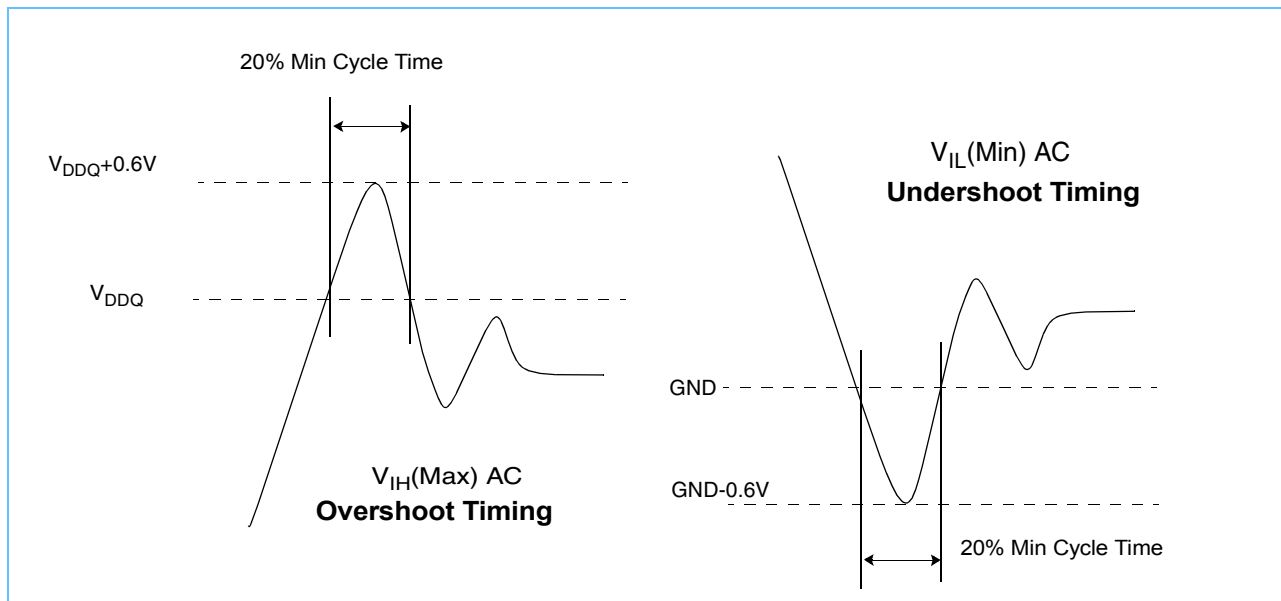 20% Min Cycle Time
VDDQ+0.6V
VDDQ
VIH(Max) AC
Overshoot Timing
VIL(Min) AC
Undershoot Timing
GND
GND-0.6V
20% Min Cycle Time